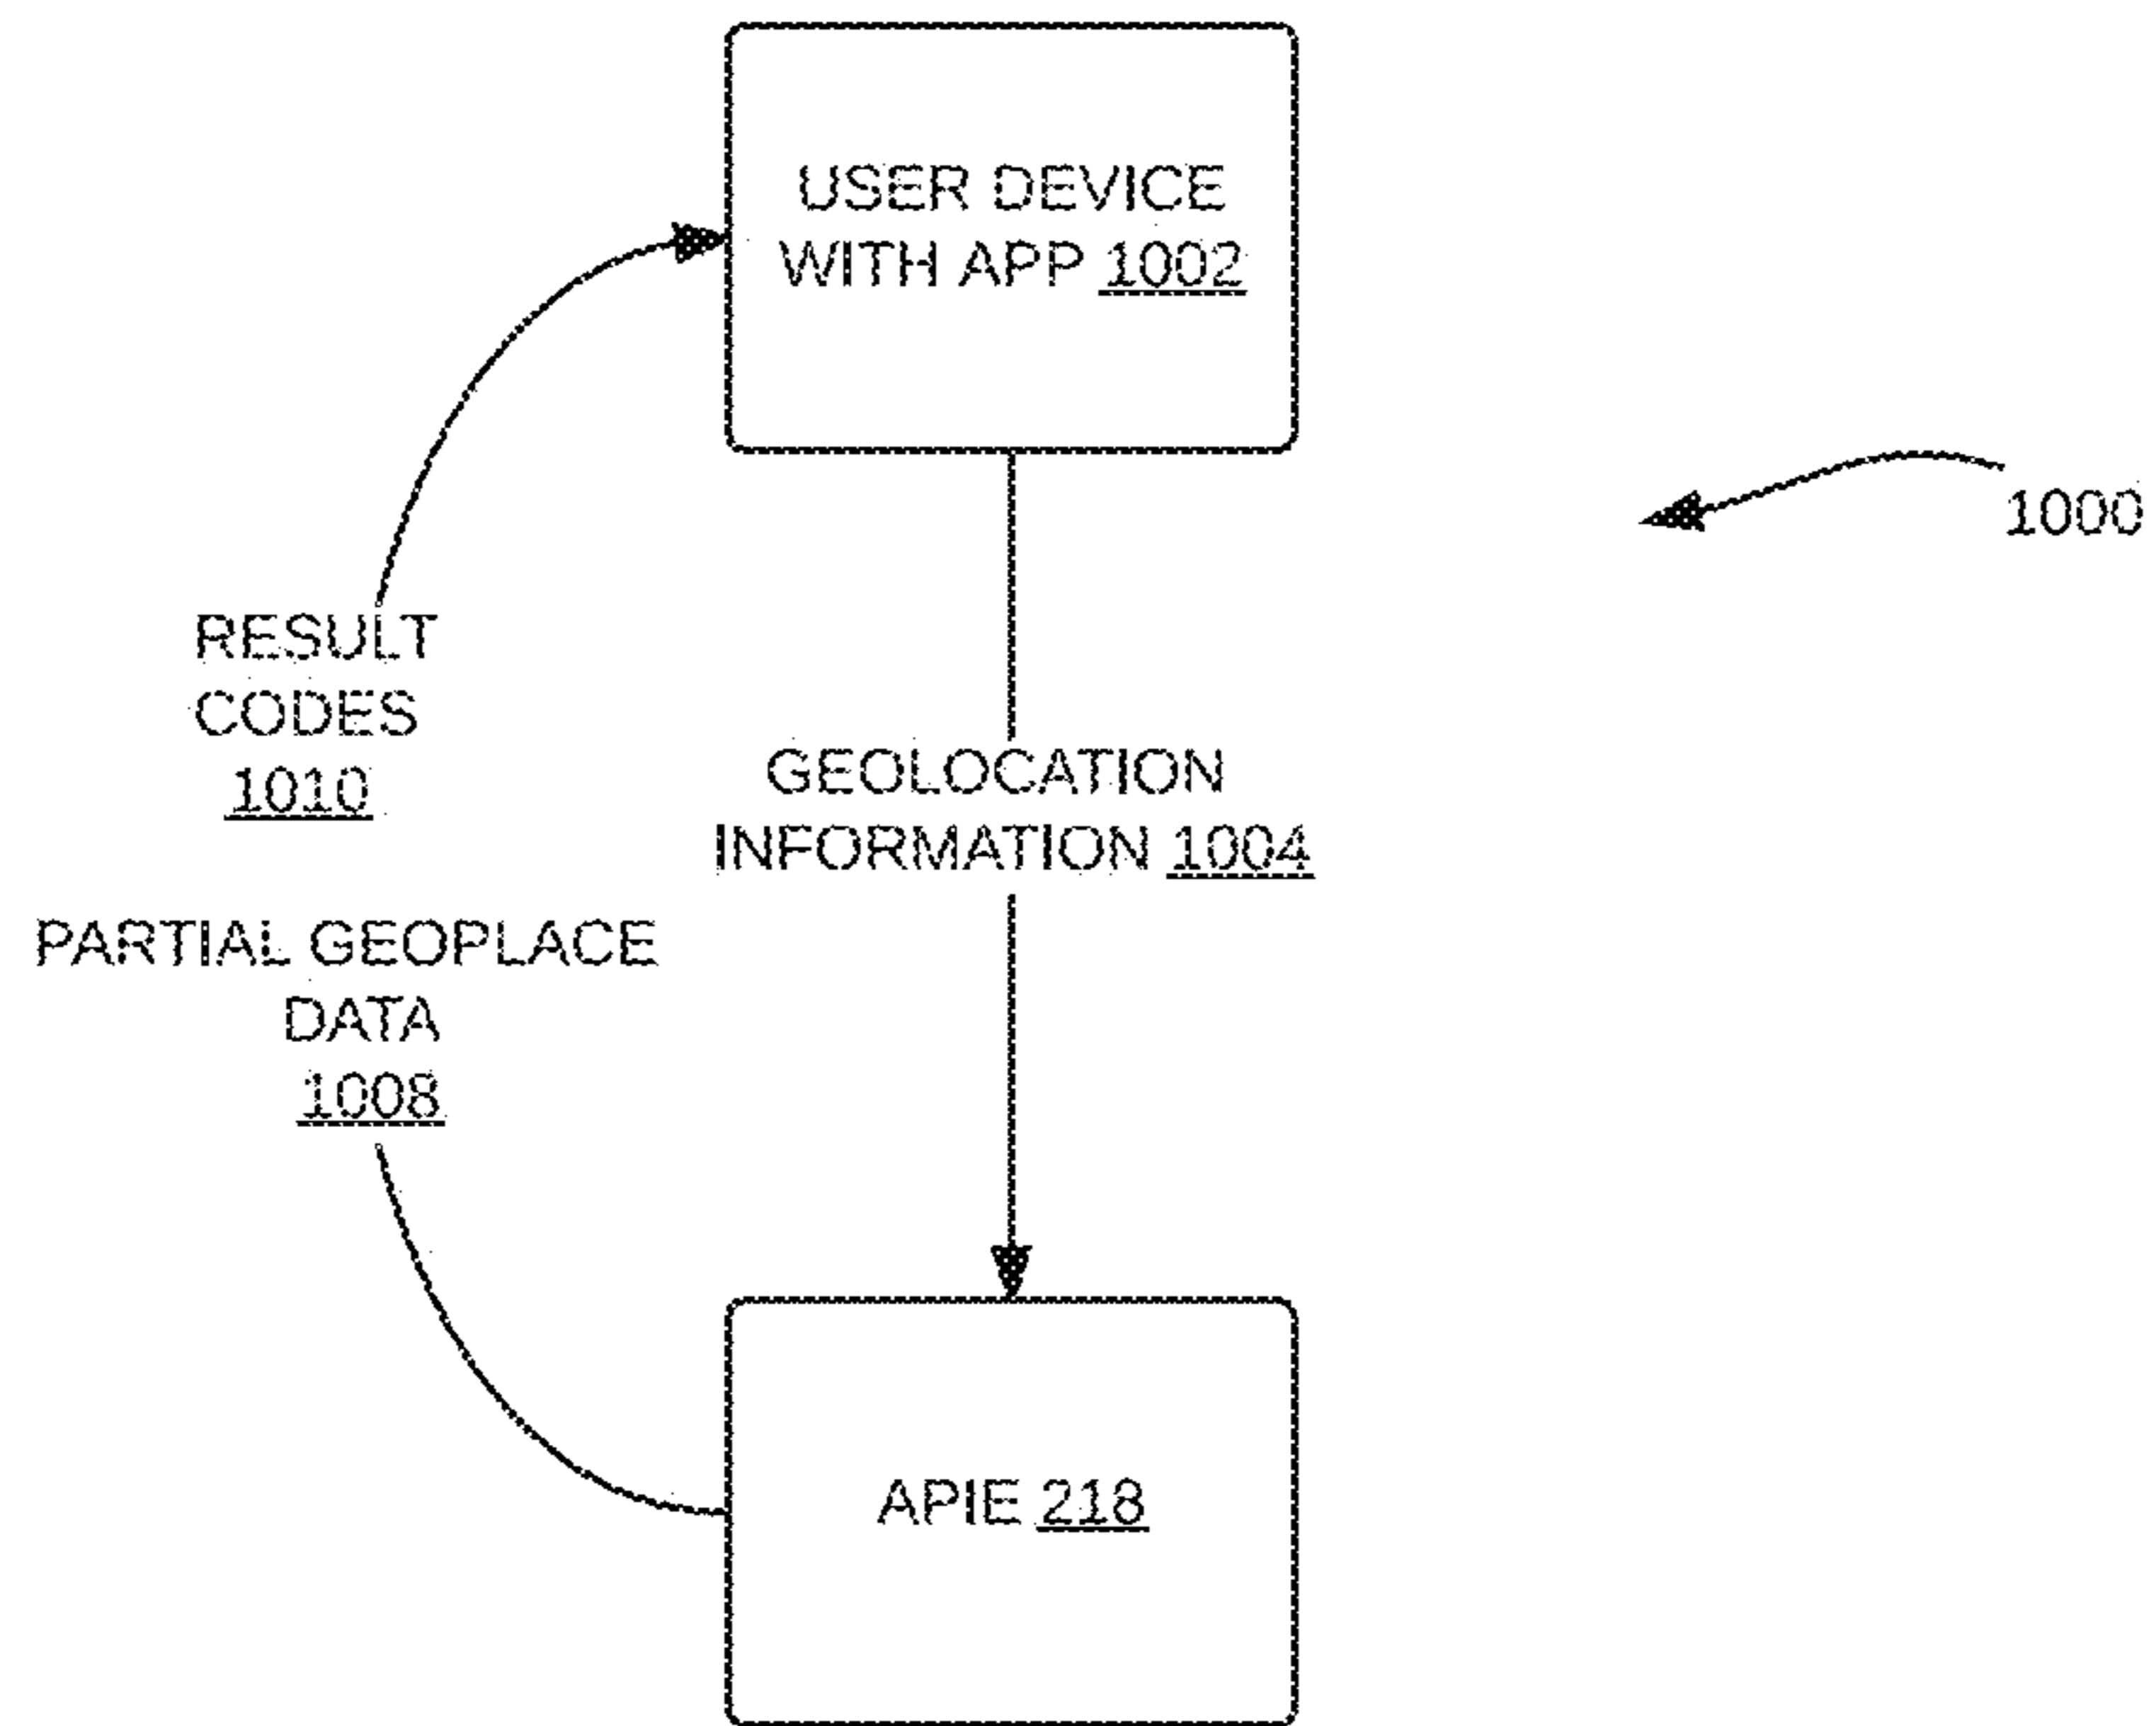 USER DEVICE
WITH APP 1002
1000
RESULT
CODES
1010
GEOLOCATION
INFORMATION 1004
PARTIAL GEOPLACE
DATA
1008
APIE 218